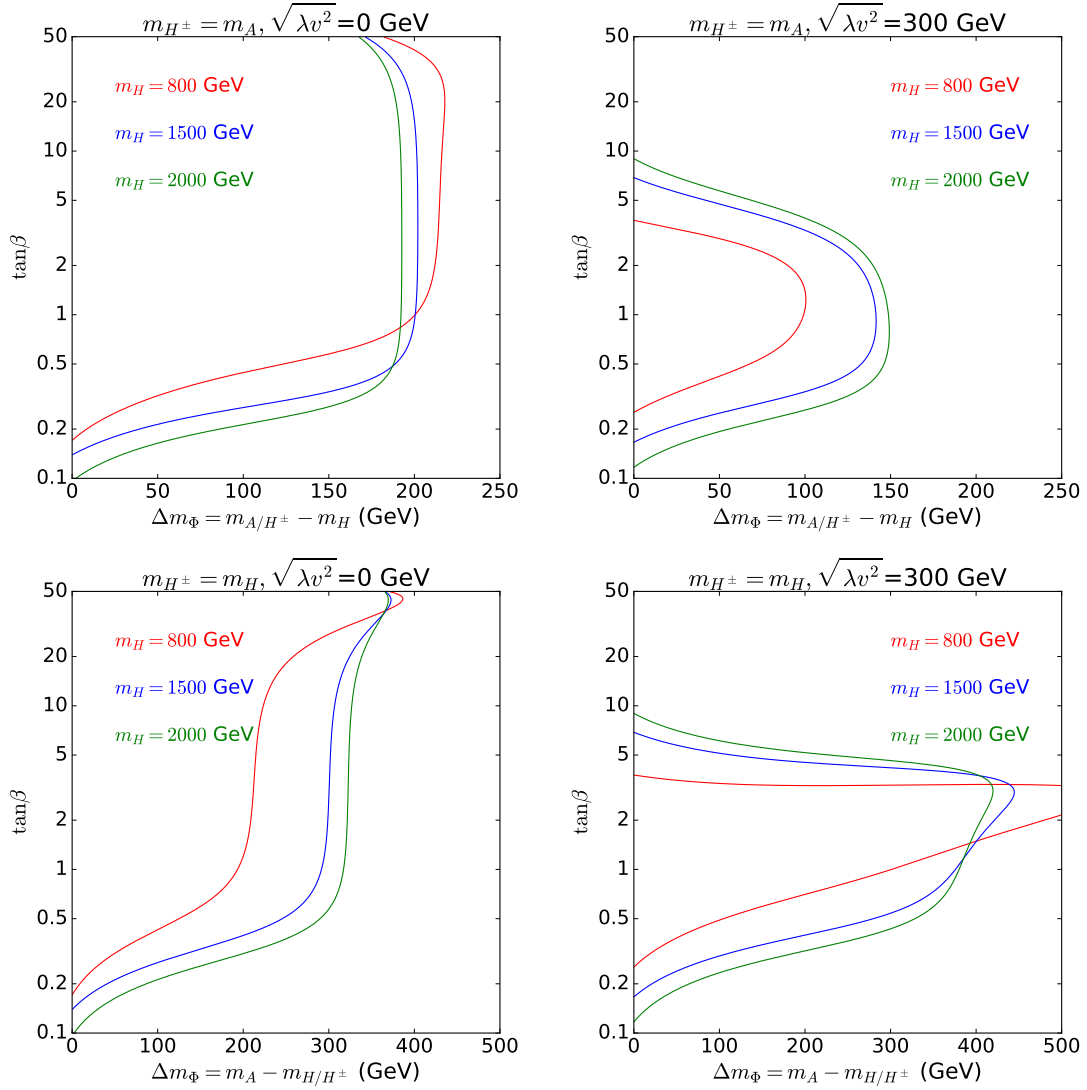 m_{H^±} = m_A, √λv² =0 GeV
50
20
10
5
2
1
0.5
0.2
0.1
tanβ
m_H = 800 GeV
m_H = 1500 GeV
m_H = 2000 GeV
0 50 100 150 200 250
Δm_Φ = m_{A/H^±} − m_H (GeV)
m_{H^±} = m_A, √λv² =300 GeV
50
20
10
5
2
1
0.5
0.2
0.1
tanβ
m_H = 800 GeV
m_H = 1500 GeV
m_H = 2000 GeV
0 50 100 150 200 250
Δm_Φ = m_{A/H^±} − m_H (GeV)
m_{H^±} = m_H, √λv² =0 GeV
50
20
10
5
2
1
0.5
0.2
0.1
tanβ
m_H = 800 GeV
m_H = 1500 GeV
m_H = 2000 GeV
0 100 200 300 400 500
Δm_Φ = m_A − m_{H/H^±} (GeV)
m_{H^±} = m_H, √λv² =300 GeV
50
20
10
5
2
1
0.5
0.2
0.1
tanβ
m_H = 800 GeV
m_H = 1500 GeV
m_H = 2000 GeV
0 100 200 300 400 500
Δm_Φ = m_A − m_{H/H^±} (GeV)